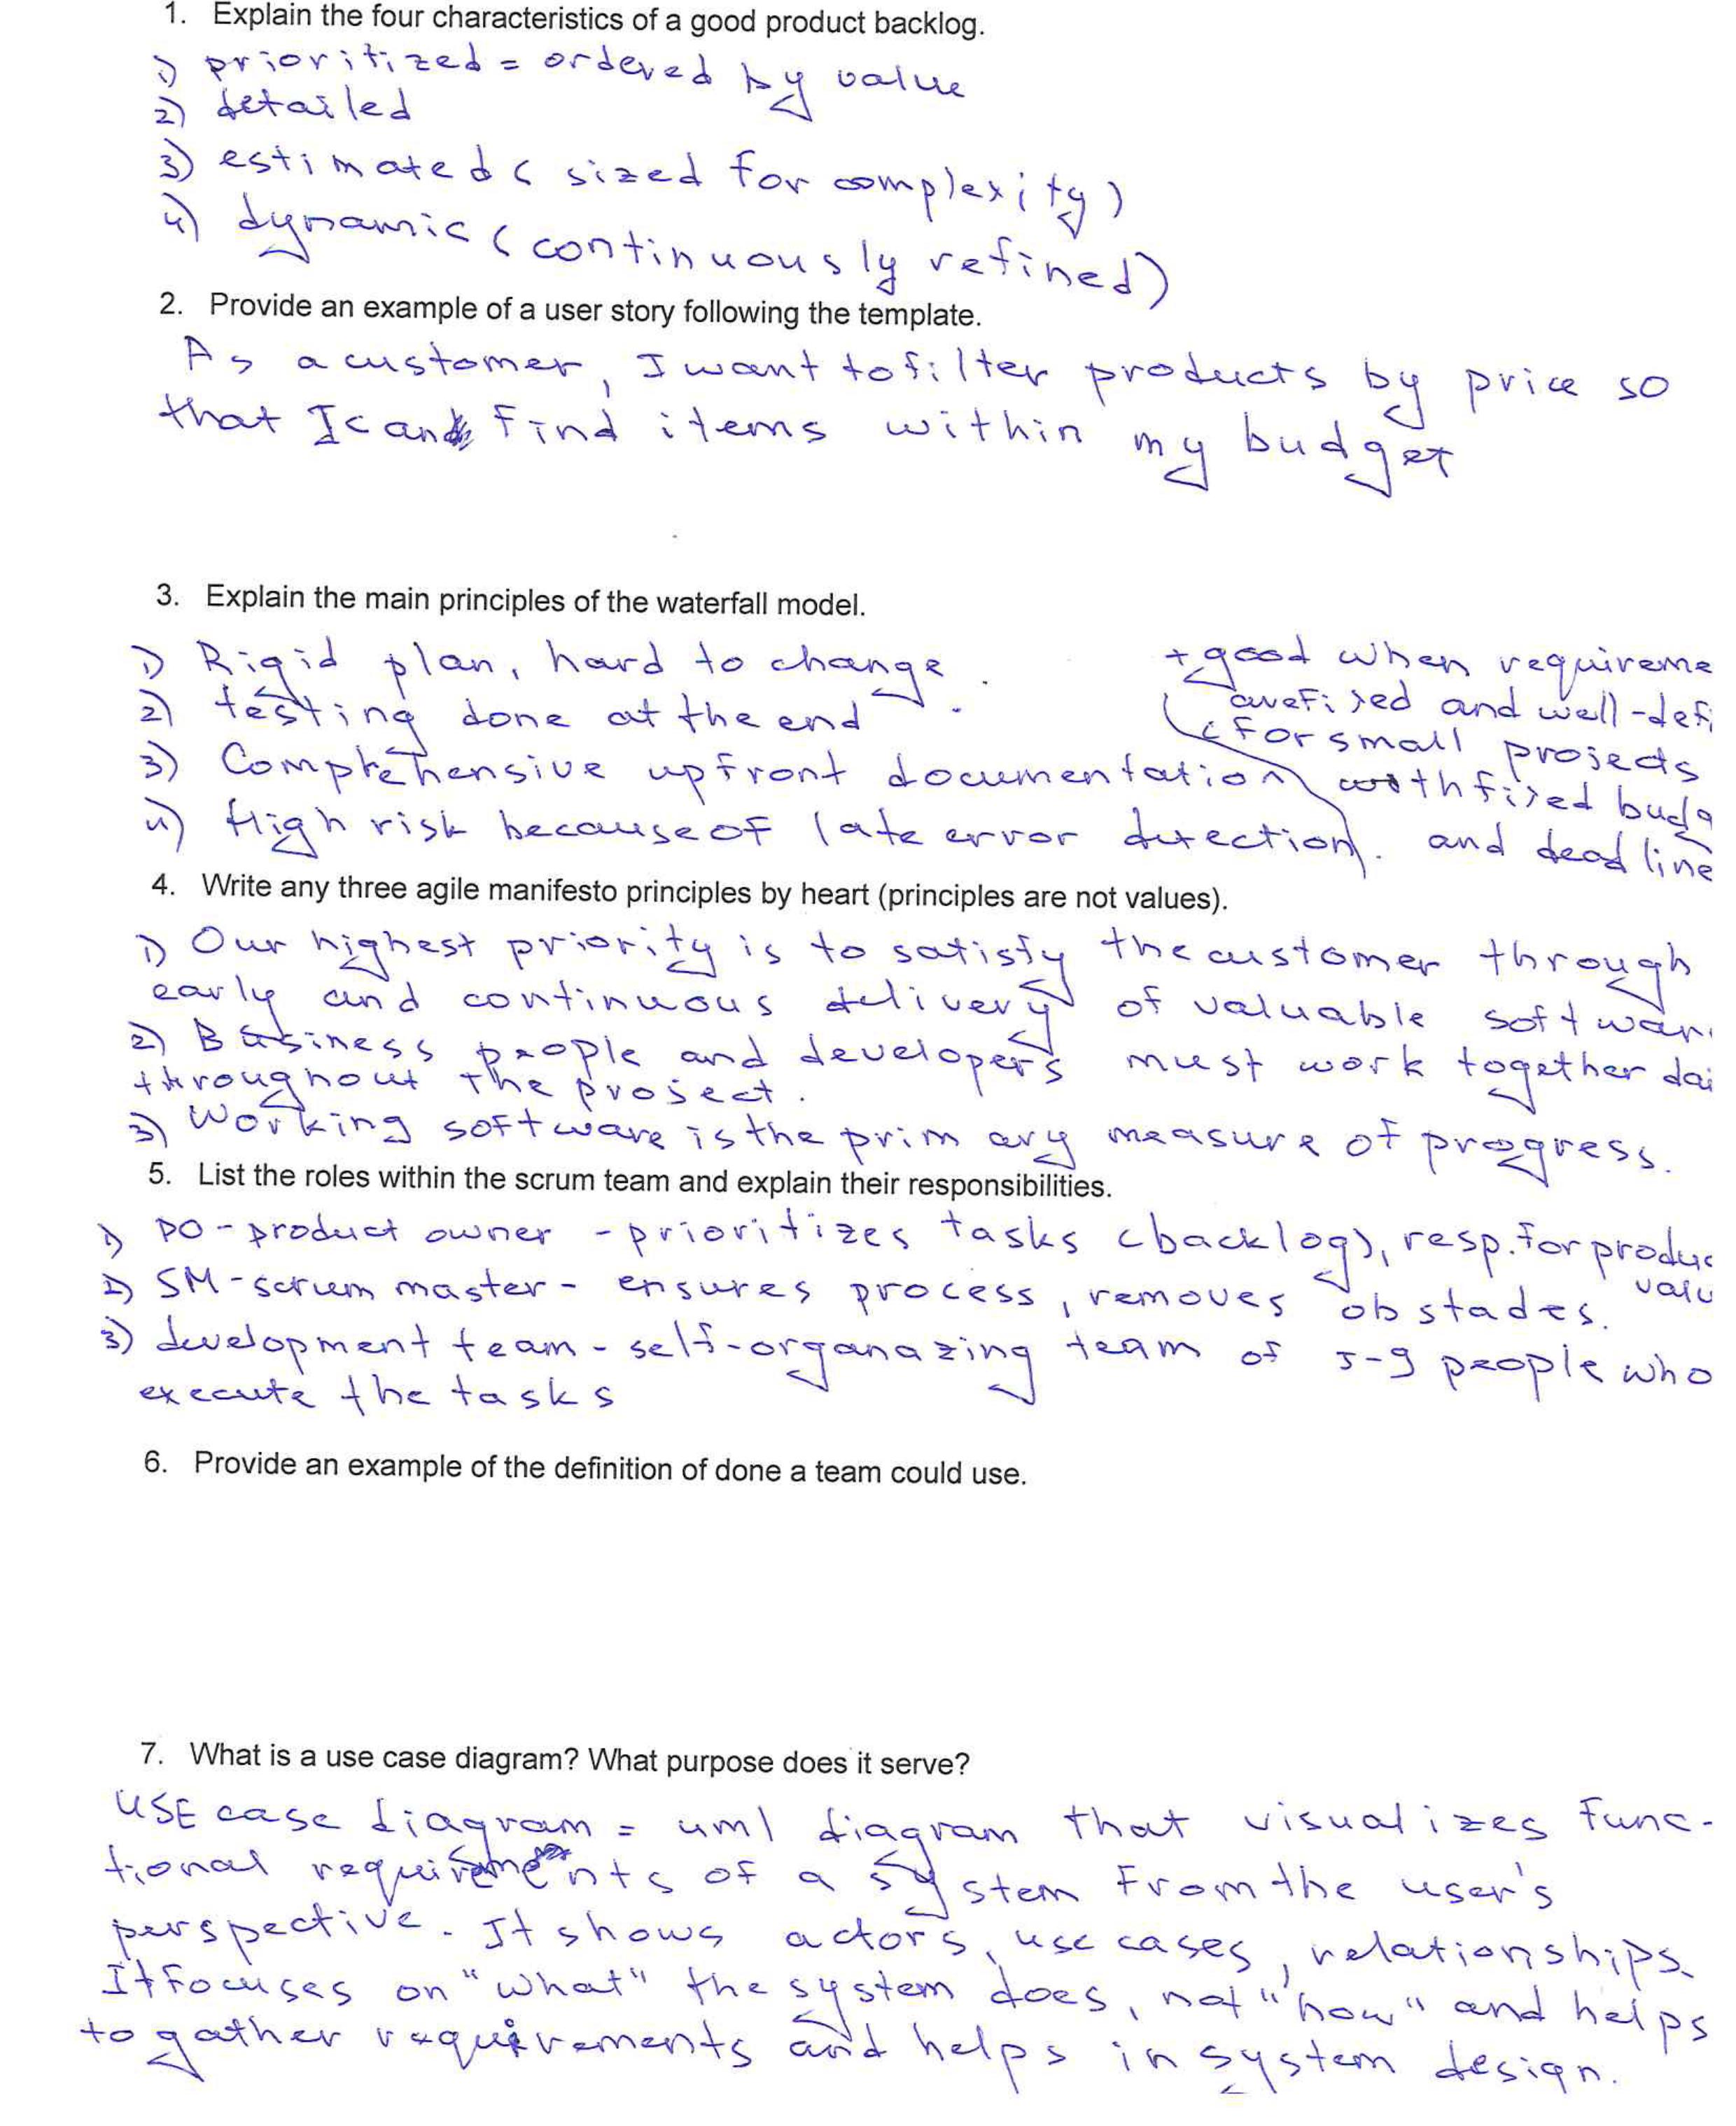 1. Explain the four characteristics of a good product backlog.
1) prioritized = ordered by value
2) detailed
3) estimated (sized for complexity)
4) dynamic (continuously refined)
2. Provide an example of a user story following the template.
As a customer, I want to filter products by price so
that I can find items within my budget
3. Explain the main principles of the waterfall model.
1) Rigid plan, hard to change.
2) testing done at the end.
3) Comprehensive upfront documentation
4) High risk because of late error detection.
+ good when requireme
are fixed and well-defi
(for small projects
with fixed budg
and deadline
4. Write any three agile manifesto principles by heart (principles are not values).
1) Our highest priority is to satisfy the customer through
early and continuous delivery of valuable softwar
2) Business people and developers must work together dai
throughout the project.
3) Working software is the primary measure of progress.
5. List the roles within the scrum team and explain their responsibilities.
1) PO - product owner - prioritizes tasks (backlog), resp. for produc
valu
2) SM - scrum master - ensures process, removes obstacles.
3) development team - self-organazing team of 5-9 people who
execute the tasks
6. Provide an example of the definition of done a team could use.
7. What is a use case diagram? What purpose does it serve?
USE case diagram = uml diagram that visualizes func-
tional requirements of a system from the user's
perspective. It shows actors, use cases, relationships.
It focuses on "what" the system does, not "how" and helps
to gather requirements and helps in system design.